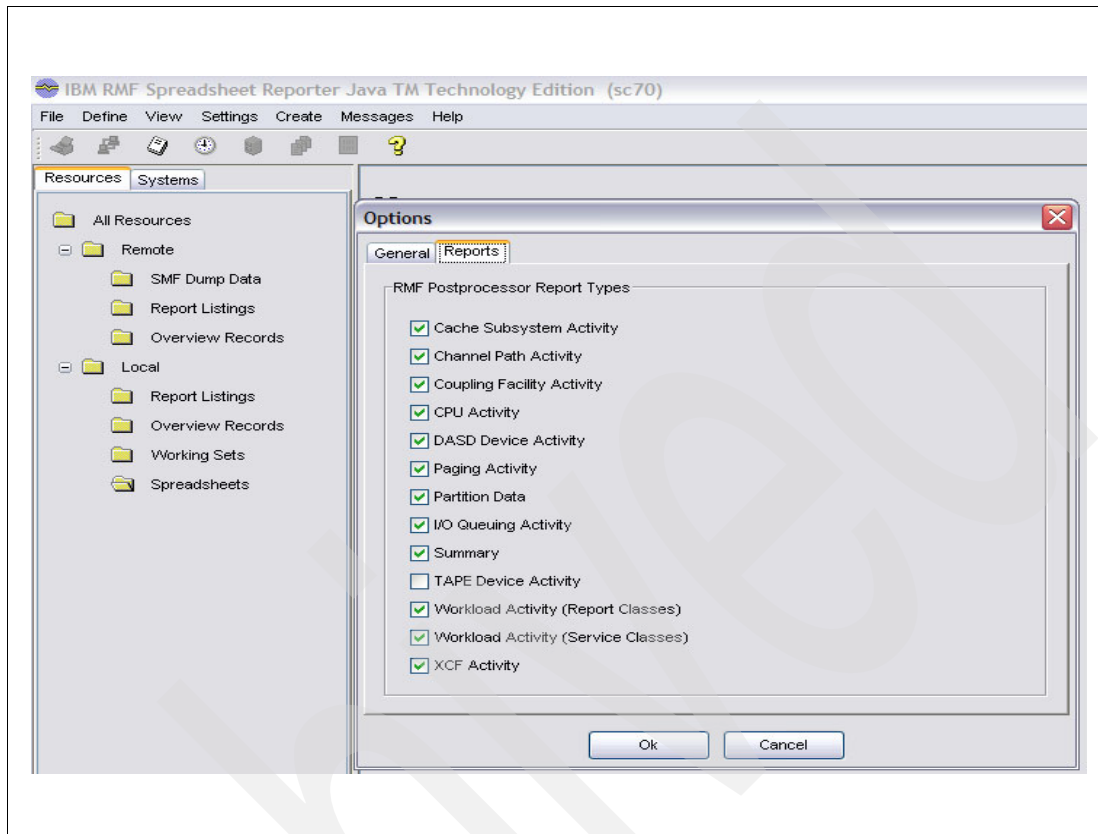 IBM RMF Spreadsheet Reporter Java TM Technology Edition (sc70)
File Define View Settings Create Messages Help
Resources Systems
All Resources
Remote
SMF Dump Data
Report Listings
Overview Records
Local
Report Listings
Overview Records
Working Sets
Spreadsheets
Options
General Reports
RMF Postprocessor Report Types
Cache Subsystem Activity
Channel Path Activity
Coupling Facility Activity
CPU Activity
DASD Device Activity
Paging Activity
Partition Data
I/O Queuing Activity
Summary
TAPE Device Activity
Workload Activity (Report Classes)
Workload Activity (Service Classes)
XCF Activity
Ok Cancel